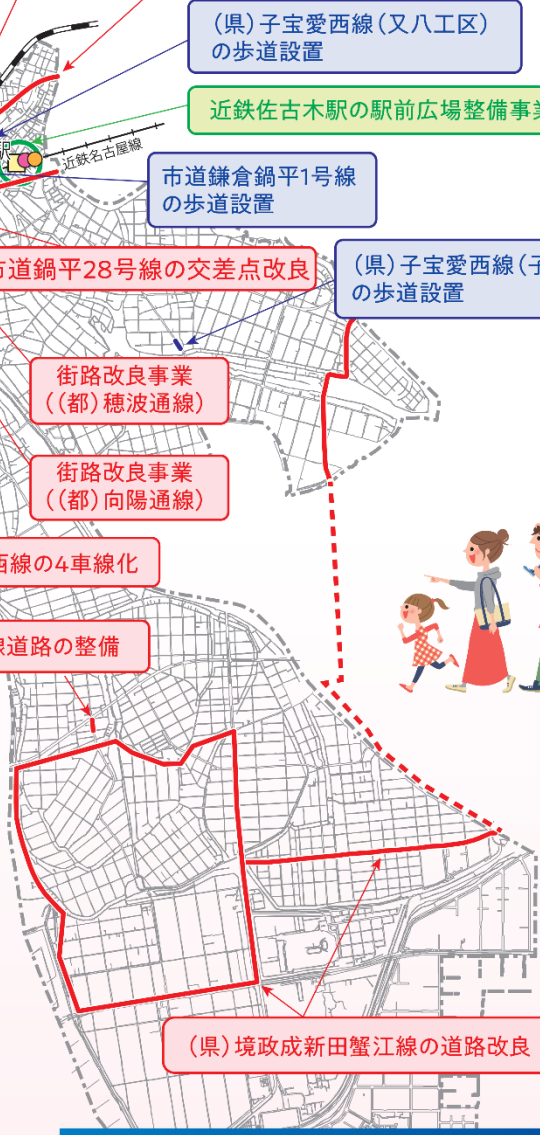 (県)子宝愛西線(又八工区)
の歩道設置
近鉄佐古木駅の駅前広場整備事業
駅
近鉄名古屋線
市道鎌倉鍋平1号線
の歩道設置
市道鍋平28号線の交差点改良
(県)子宝愛西線(子
の歩道設置
街路改良事業
((都)穂波通線)
街路改良事業
((都)向陽通線)
西線の4車線化
線道路の整備
(県)境政成新田蟹江線の道路改良